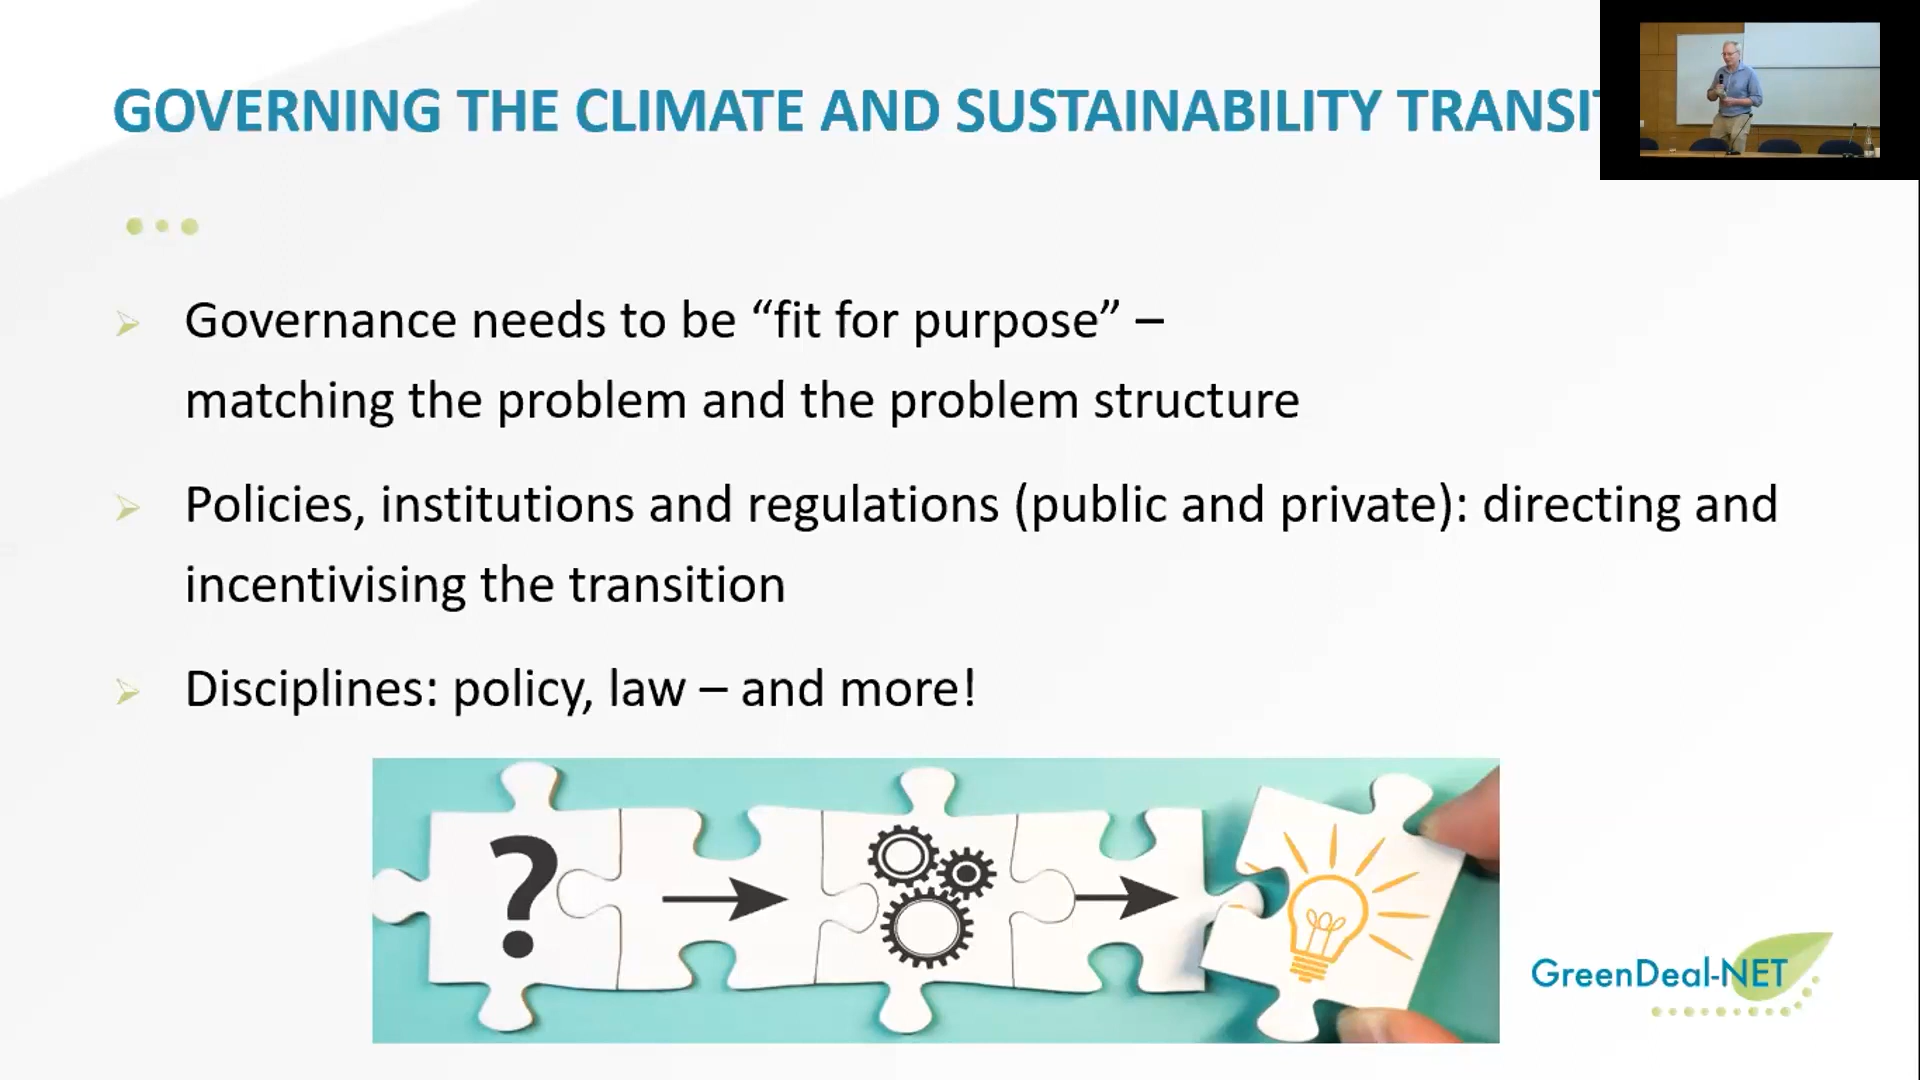 GOVERNING THE CLIMATE AND SUSTAINABILITY TRANSIT
Governance needs to be “fit for purpose” –
matching the problem and the problem structure
Policies, institutions and regulations (public and private): directing and
incentivising the transition
Disciplines: policy, law – and more!
?
GreenDeal-NET